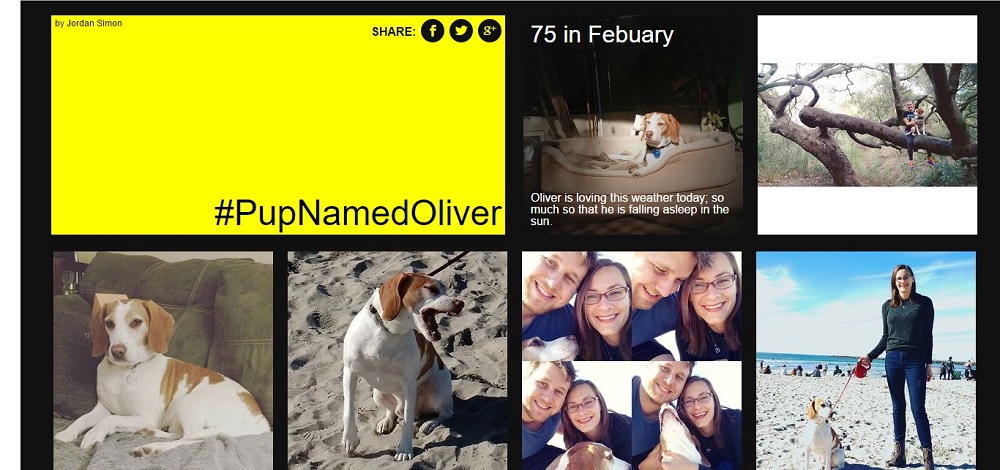 by Jordan Simon
SHARE:
#PupNamedOliver
75 in Febuary
Oliver is loving this weather today; so
much so that he is falling asleep in the
sun.